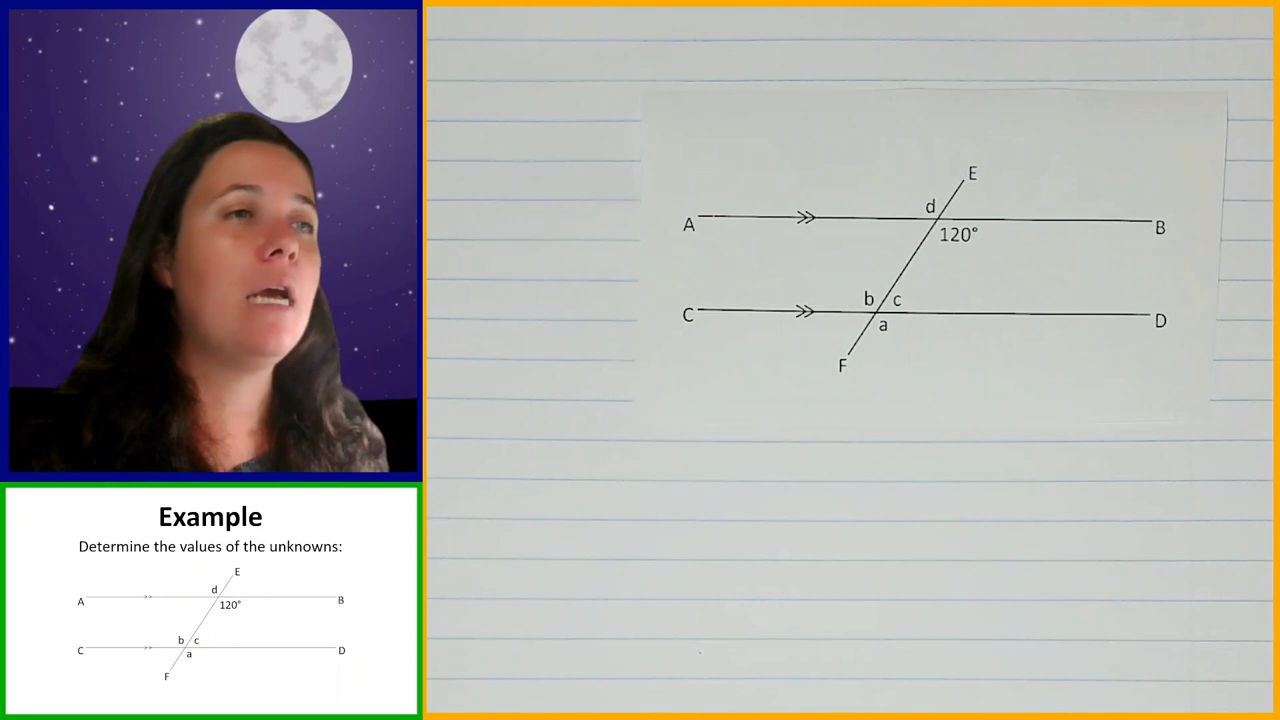 Example
Determine the values of the unknowns:
E
d
A
B
120°
b c
C
D
a
F
E
d
A
B
120°
b c
C
D
a
F